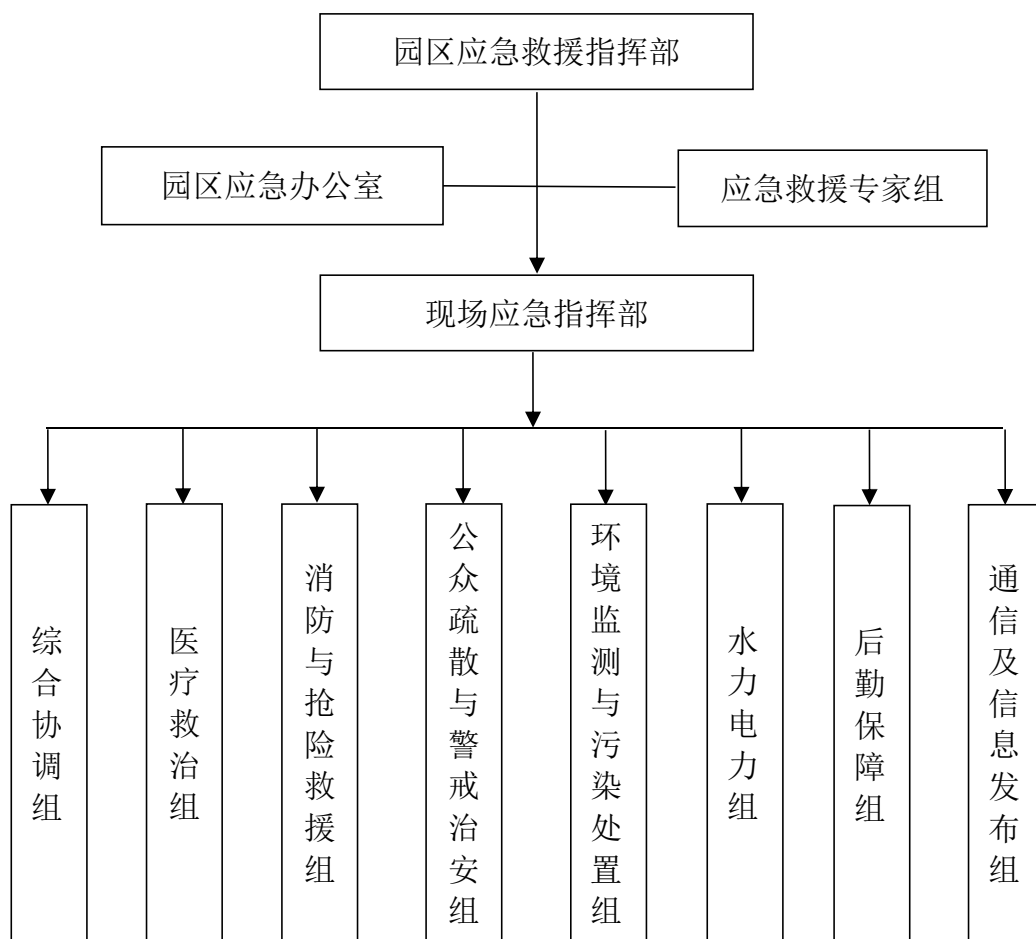 园区应急救援指挥部
园区应急办公室
应急救援专家组
现场应急指挥部
综合协调组
医疗救治组
消防与抢险救援组
公众疏散与警戒治安组
环境监测与污染处置组
水力电力组
后勤保障组
通信及信息发布组